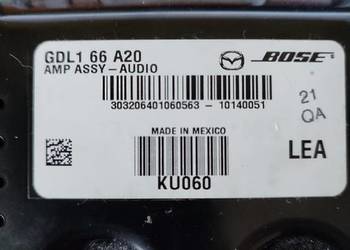 GDL1 66 A20
AMP ASSY-AUDIO
BOSE®
303206401060563 - 10140051
21
QA
MADE IN MEXICO
KU060
LEA